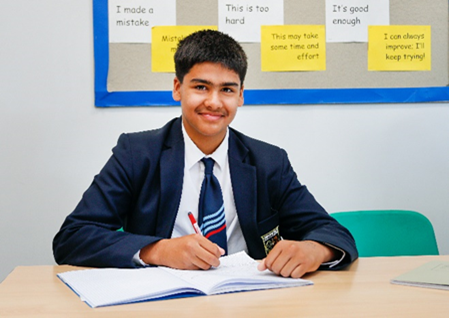 I made a
mistake
This is too
hard
It's good
enough
This may take
some time and
effort
I can always
improve; I'll
keep trying!